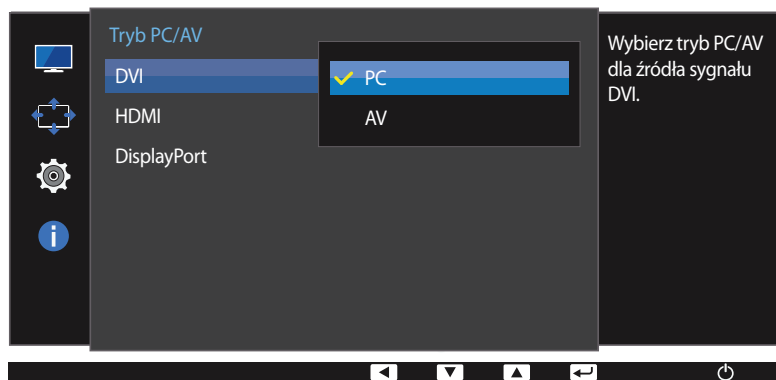 Tryb PC/AV
DVI
HDMI
DisplayPort
PC
AV
Wybierz tryb PC/AV
dla źródła sygnału
DVI.